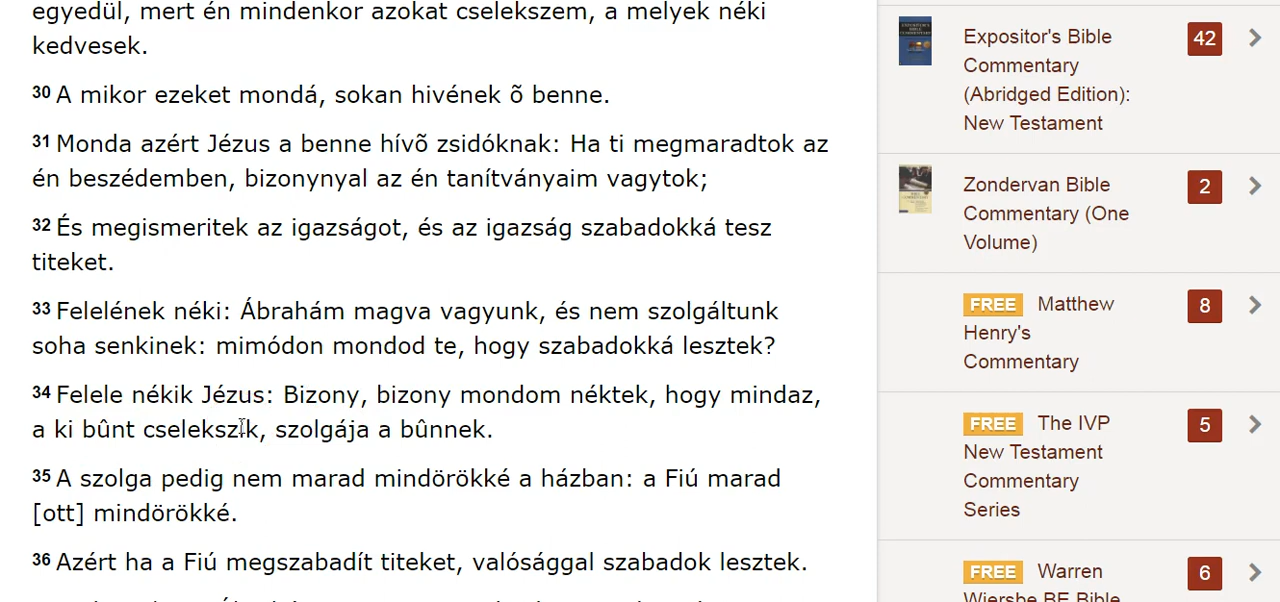 egyedül, mert én mindenkor azokat cselekszem, a melyek néki
kedvesek.
30 A mikor ezeket mondá, sokan hivének õ benne.
31 Monda azért Jézus a benne hívõ zsidóknak: Ha ti megmaradtok az
én beszédemben, bizonynyal az én tanítványaim vagytok;
32 És megismeritek az igazságot, és az igazság szabadokká tesz
titeket.
33 Felelének néki: Ábrahám magva vagyunk, és nem szolgáltunk
soha senkinek: mimódon mondod te, hogy szabadokká lesztek?
34 Felele nékik Jézus: Bizony, bizony mondom néktek, hogy mindaz,
a ki bûnt cselekszik, szolgája a bûnnek.
35 A szolga pedig nem marad mindörökké a házban: a Fiú marad
[ott] mindörökké.
36 Azért ha a Fiú megszabadít titeket, valósággal szabadok lesztek.
Expositor's Bible 42
Commentary
(Abridged Edition):
New Testament
Zondervan Bible 2
Commentary (One
Volume)
FREE Matthew 8
Henry's
Commentary
FREE The IVP 5
New Testament
Commentary
Series
FREE Warren 6
Wiersbe BE Bible